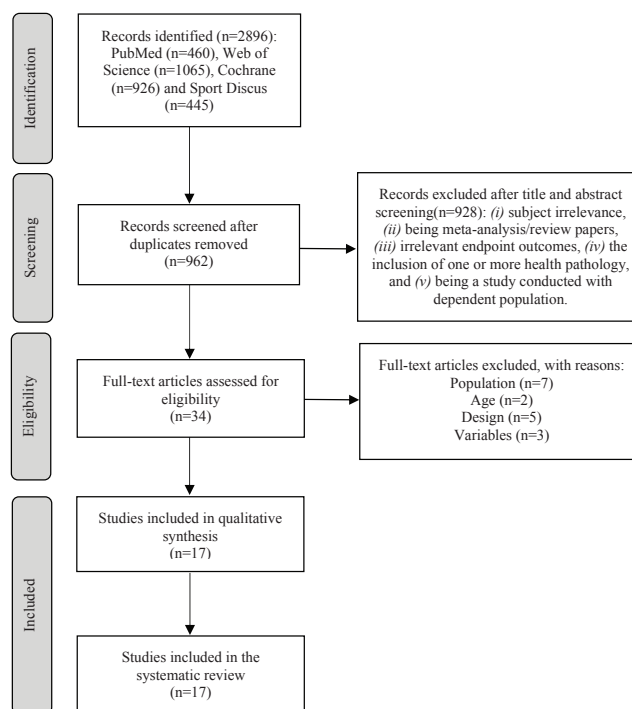 Identification
Records identified (n=2896):
PubMed (n=460), Web of
Science (n=1065), Cochrane
(n=926) and Sport Discus
(n=445)
Screening
Records screened after
duplicates removed
(n=962)
Records excluded after title and abstract
screening(n=928): (i) subject irrelevance,
(ii) being meta-analysis/review papers,
(iii) irrelevant endpoint outcomes, (iv) the
inclusion of one or more health pathology,
and (v) being a study conducted with
dependent population.
Eligibility
Full-text articles assessed for
eligibility
(n=34)
Full-text articles excluded, with reasons:
Population (n=7)
Age (n=2)
Design (n=5)
Variables (n=3)
Included
Studies included in qualitative
synthesis
(n=17)
Studies included in the
systematic review
(n=17)